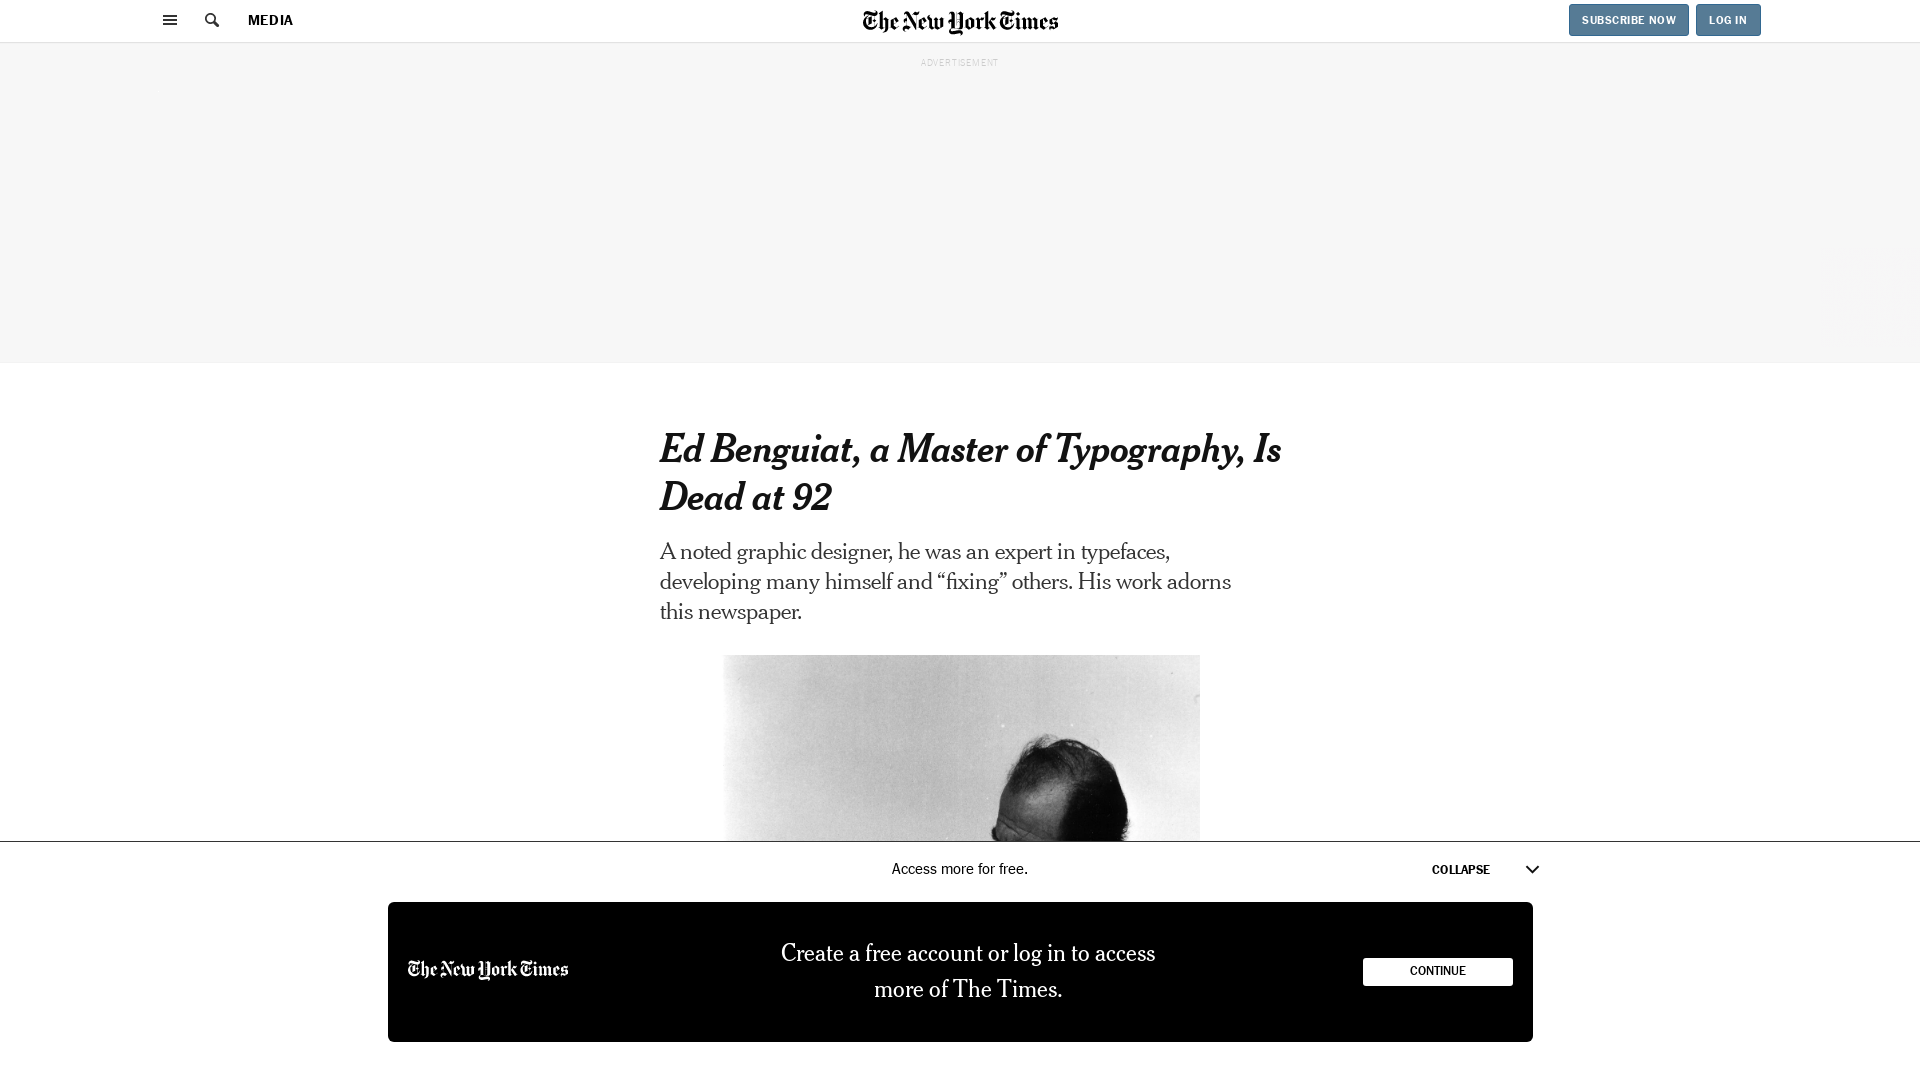 MEDIA
The New York Times
SUBSCRIBE NOW
LOG IN
ADVERTISEMENT
Ed Benguiat, a Master of Typography, Is
Dead at 92
A noted graphic designer, he was an expert in typefaces,
developing many himself and “fixing” others. His work adorns
this newspaper.
Access more for free.
COLLAPSE
The New York Times
Create a free account or log in to access
more of The Times.
CONTINUE